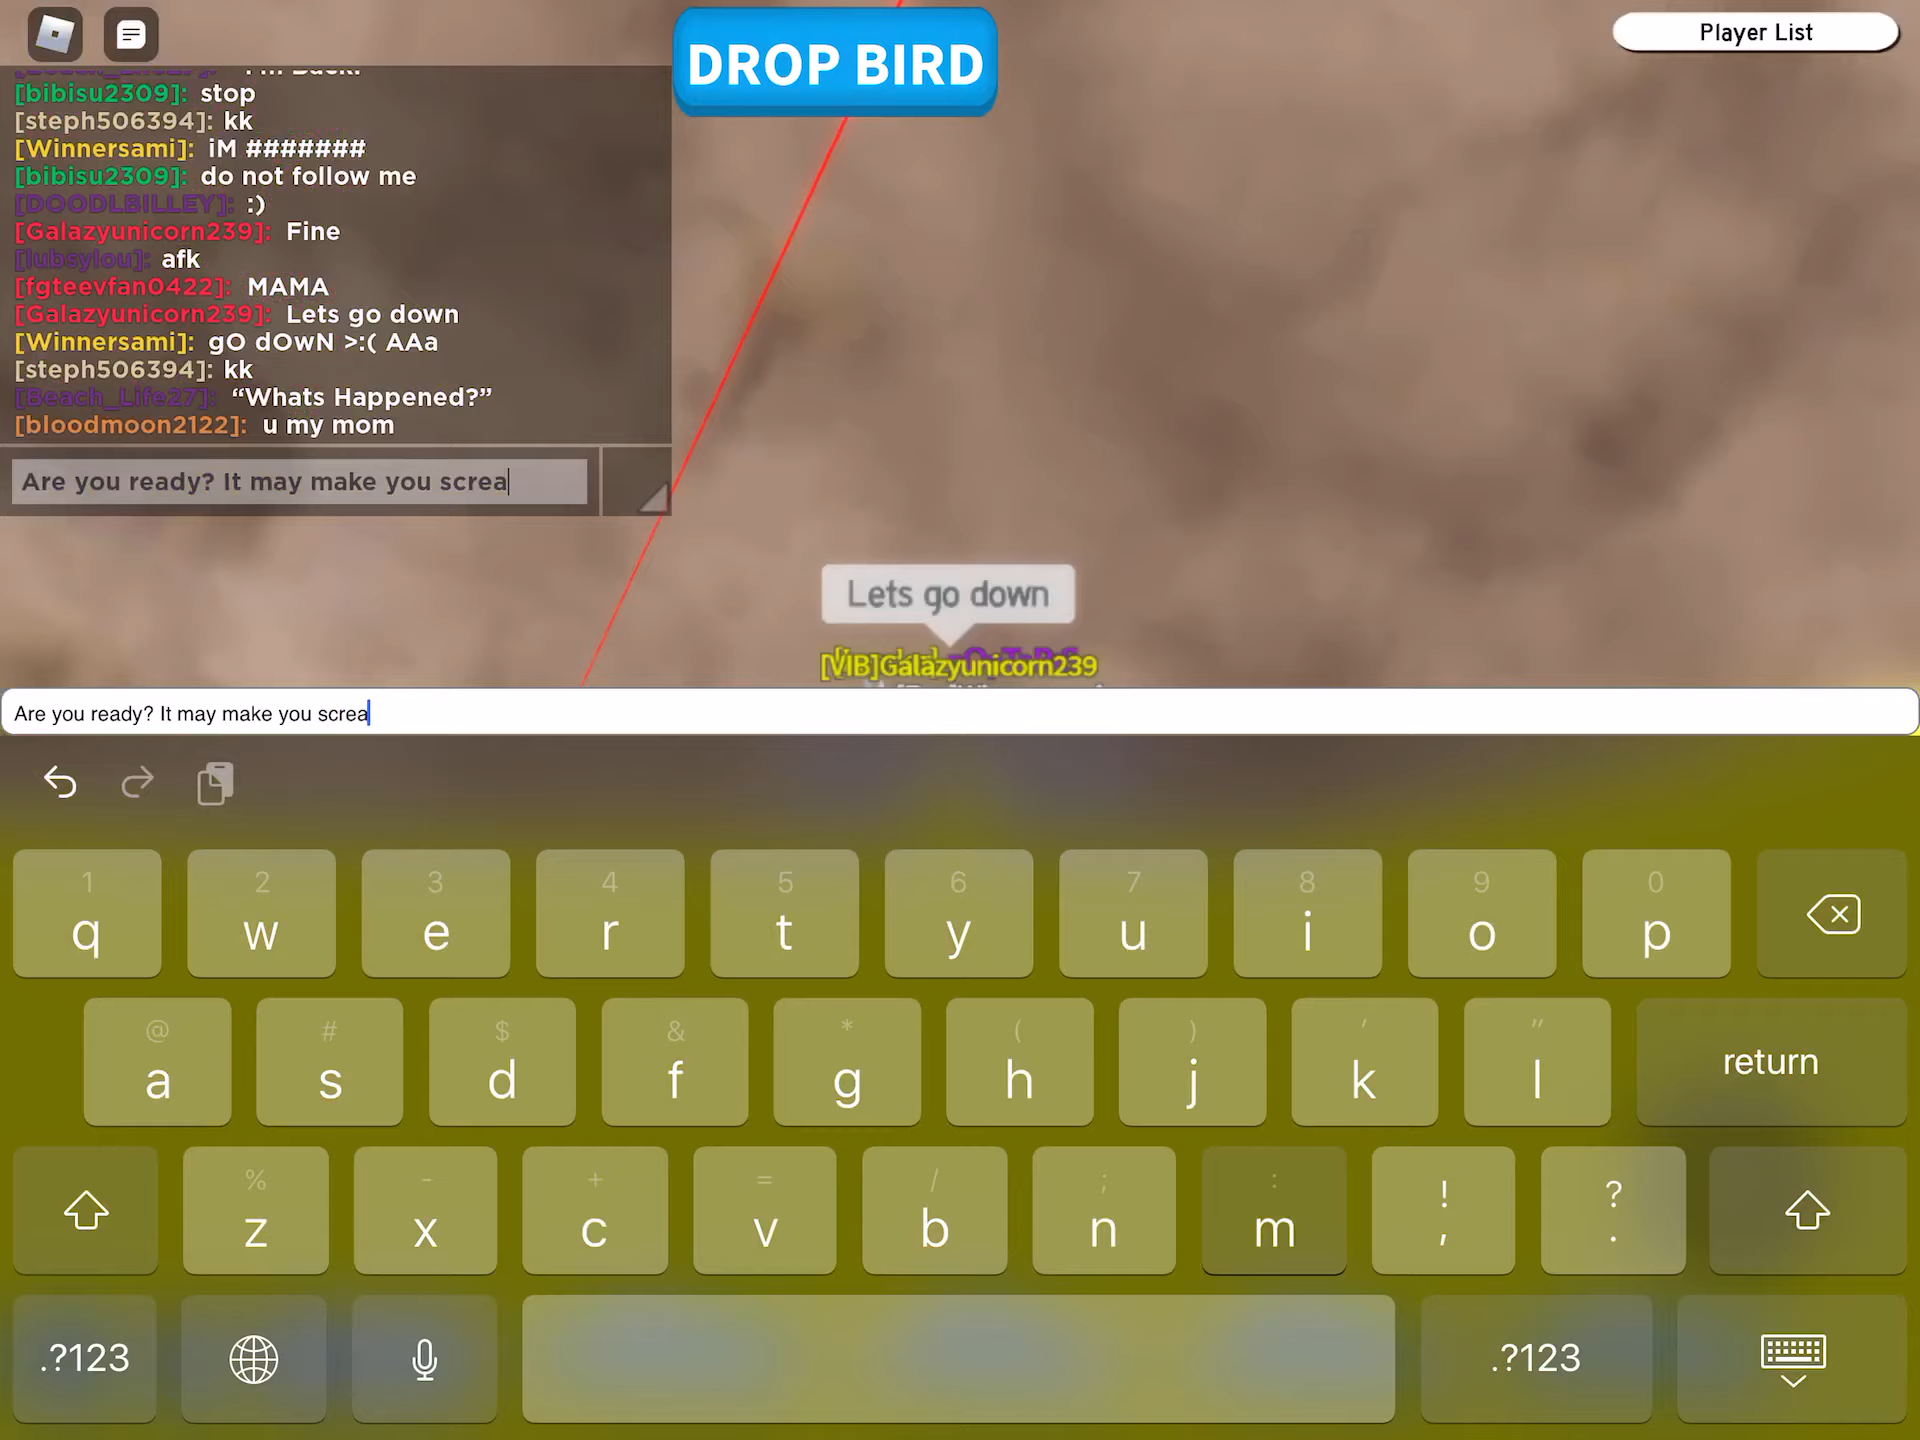 DROP BIRD
Player List
I'm Back!
[bibisu2309]: stop
[steph506394]: kk
[Winnersami]: iM #######
[bibisu2309]: do not follow me
[DOODLBILLEY]: :)
[Galazyunicorn239]: Fine
[lubsylou]: afk
[fgteevfan0422]: MAMA
[Galazyunicorn239]: Lets go down
[Winnersami]: gO dOwN >:( AAa
[steph506394]: kk
[Beach_Life27]: “Whats Happened?”
[bloodmoon2122]: u my mom
Are you ready? It may make you screa
Lets go down
[VIB]Galazyunicorn239
Are you ready? It may make you screa
1 2 3 4 5 6 7 8 9 0
q w e r t y u i o p
@ # $ & * ( ) ' "
a s d f g h j k l return
% - + = / ; : ! ?
z x c v b n m , .
.?123 .?123